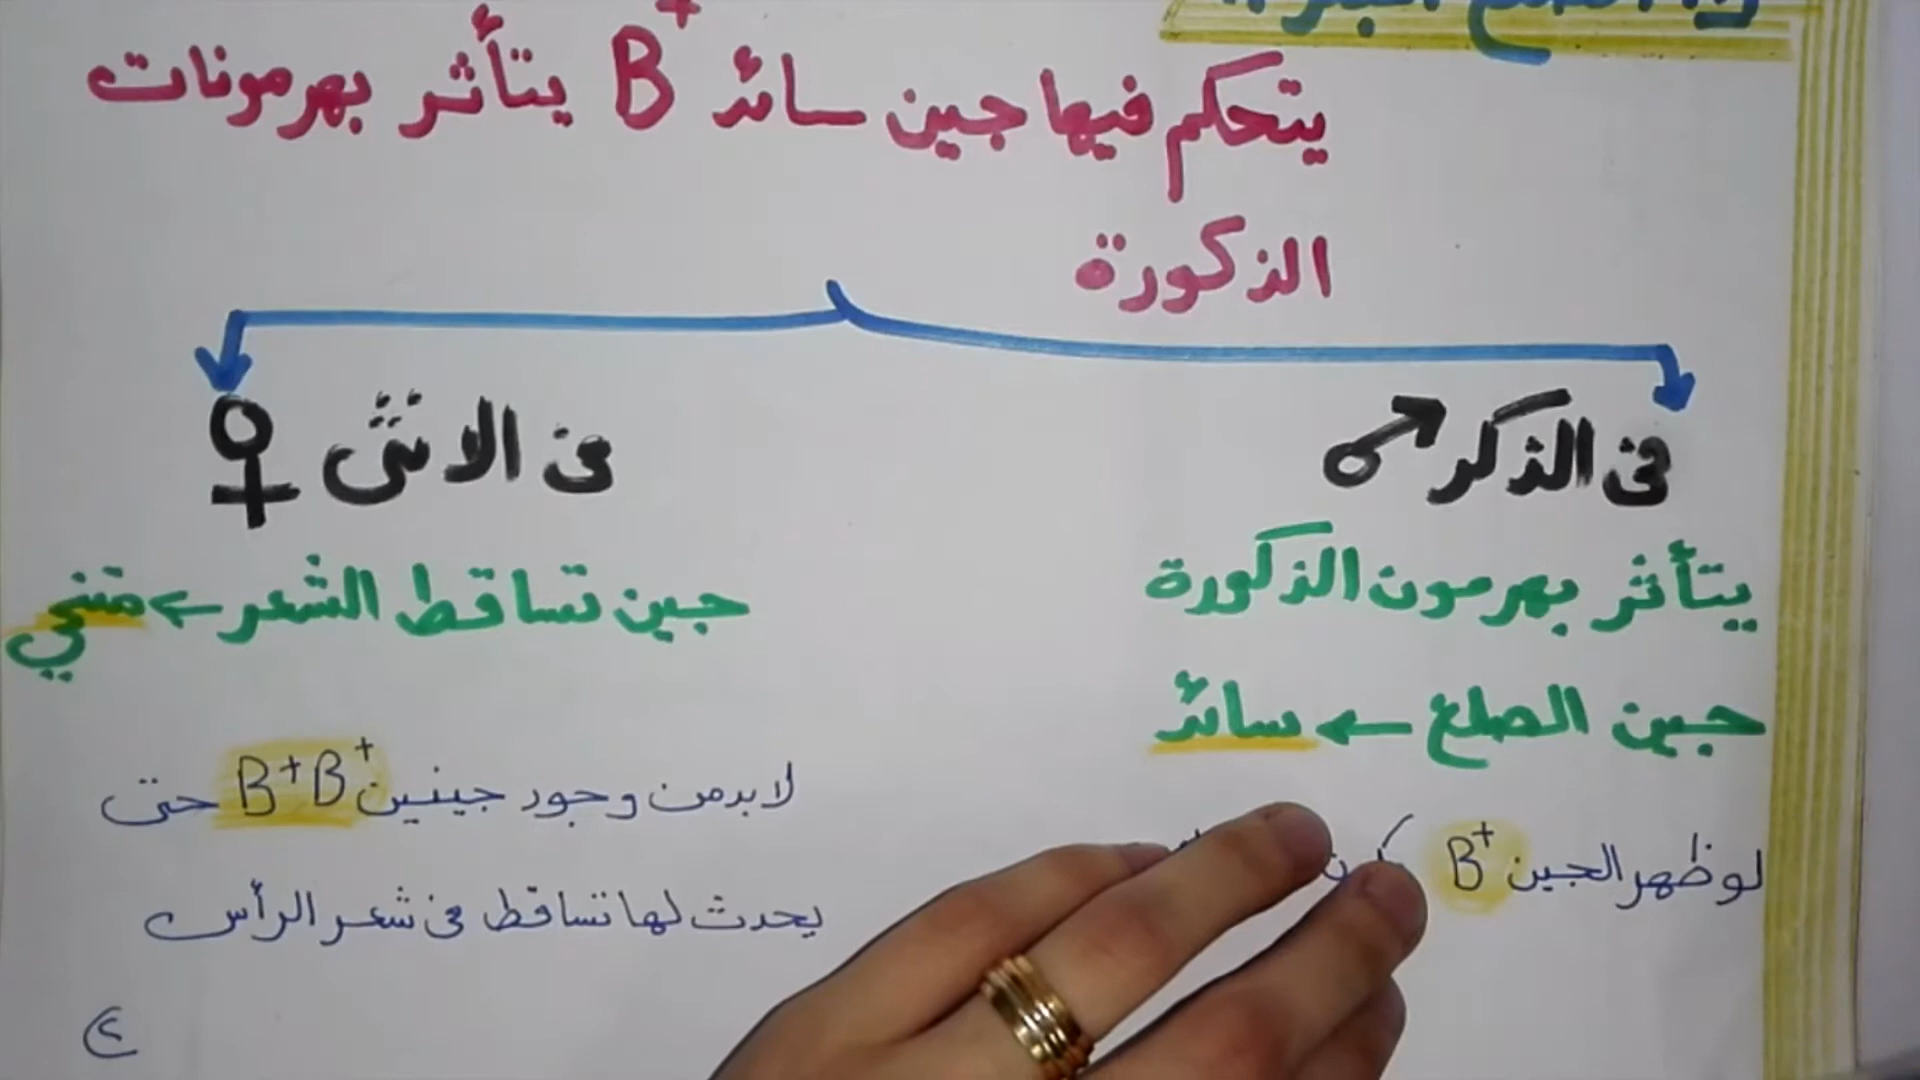 يتحكم فيها جين سائد B+ يتأثر بهرمونات
الذكورة
فى الذكر ♂
يتأثر بهرمون الذكورة
جين الصلع ← سائد
لو ظهر الجين B+
فى الانثى ♀
جين تساقط الشعر ← متنحي
لابد من وجود جينين B+B+ حتى
يحدث لها تساقط فى شعر الرأس